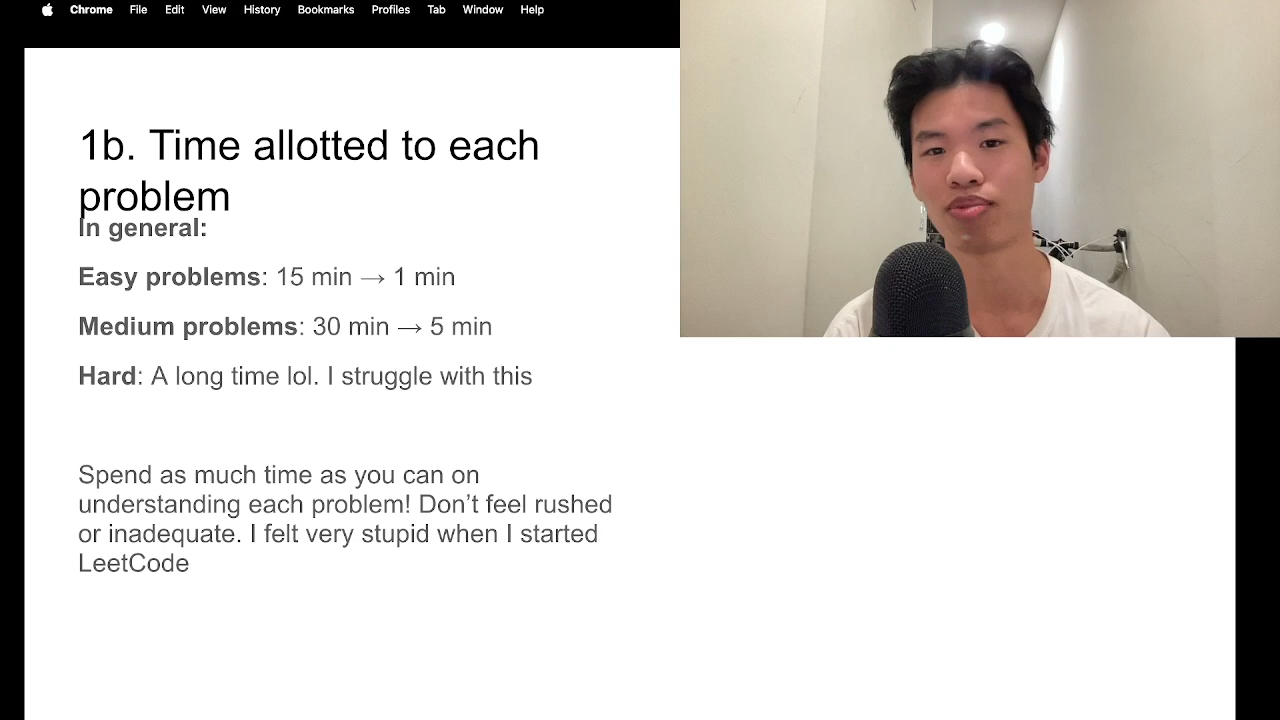 Chrome File Edit View History Bookmarks Profiles Tab Window Help
1b. Time allotted to each
problem
In general:
Easy problems: 15 min → 1 min
Medium problems: 30 min → 5 min
Hard: A long time lol. I struggle with this
Spend as much time as you can on
understanding each problem! Don’t feel rushed
or inadequate. I felt very stupid when I started
LeetCode